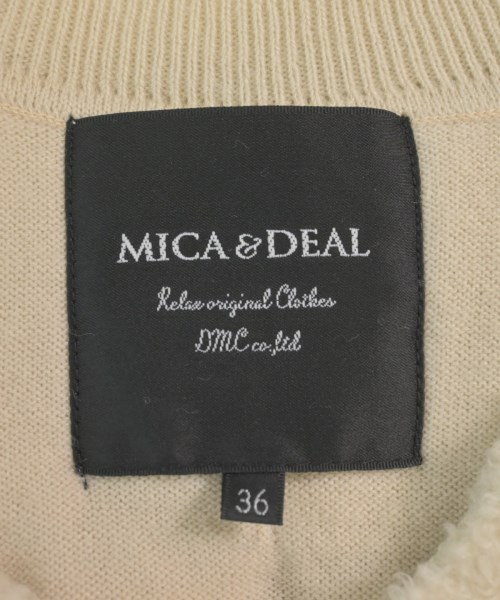 MICA & DEAL
Relax original Clothes
DMC co.,ltd
36